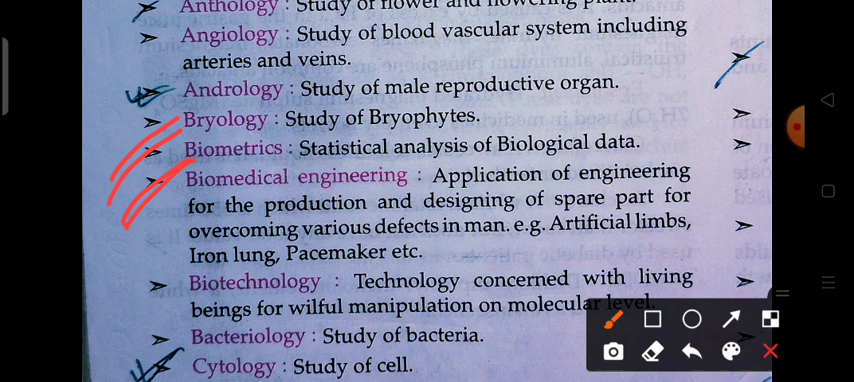 Anthology : Study of flower and flowering plant.
Angiology : Study of blood vascular system including
arteries and veins.
Andrology : Study of male reproductive organ.
Bryology : Study of Bryophytes.
Biometrics : Statistical analysis of Biological data.
Biomedical engineering : Application of engineering
for the production and designing of spare part for
overcoming various defects in man. e.g. Artificial limbs,
Iron lung, Pacemaker etc.
Biotechnology : Technology concerned with living
beings for wilful manipulation on molecular level.
Bacteriology : Study of bacteria.
Cytology : Study of cell.